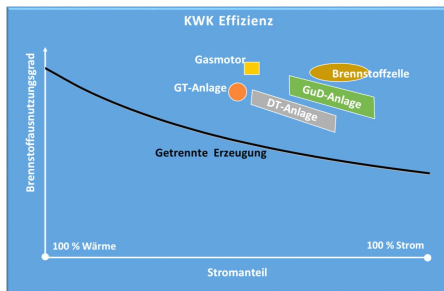 KWK Effizienz
Gasmotor
Brennstoffzelle
GT-Anlage
GuD-Anlage
DT-Anlage
Getrennte Erzeugung
Brennstoffausnutzungsgrad
100 % Wärme
100 % Strom
Stromanteil